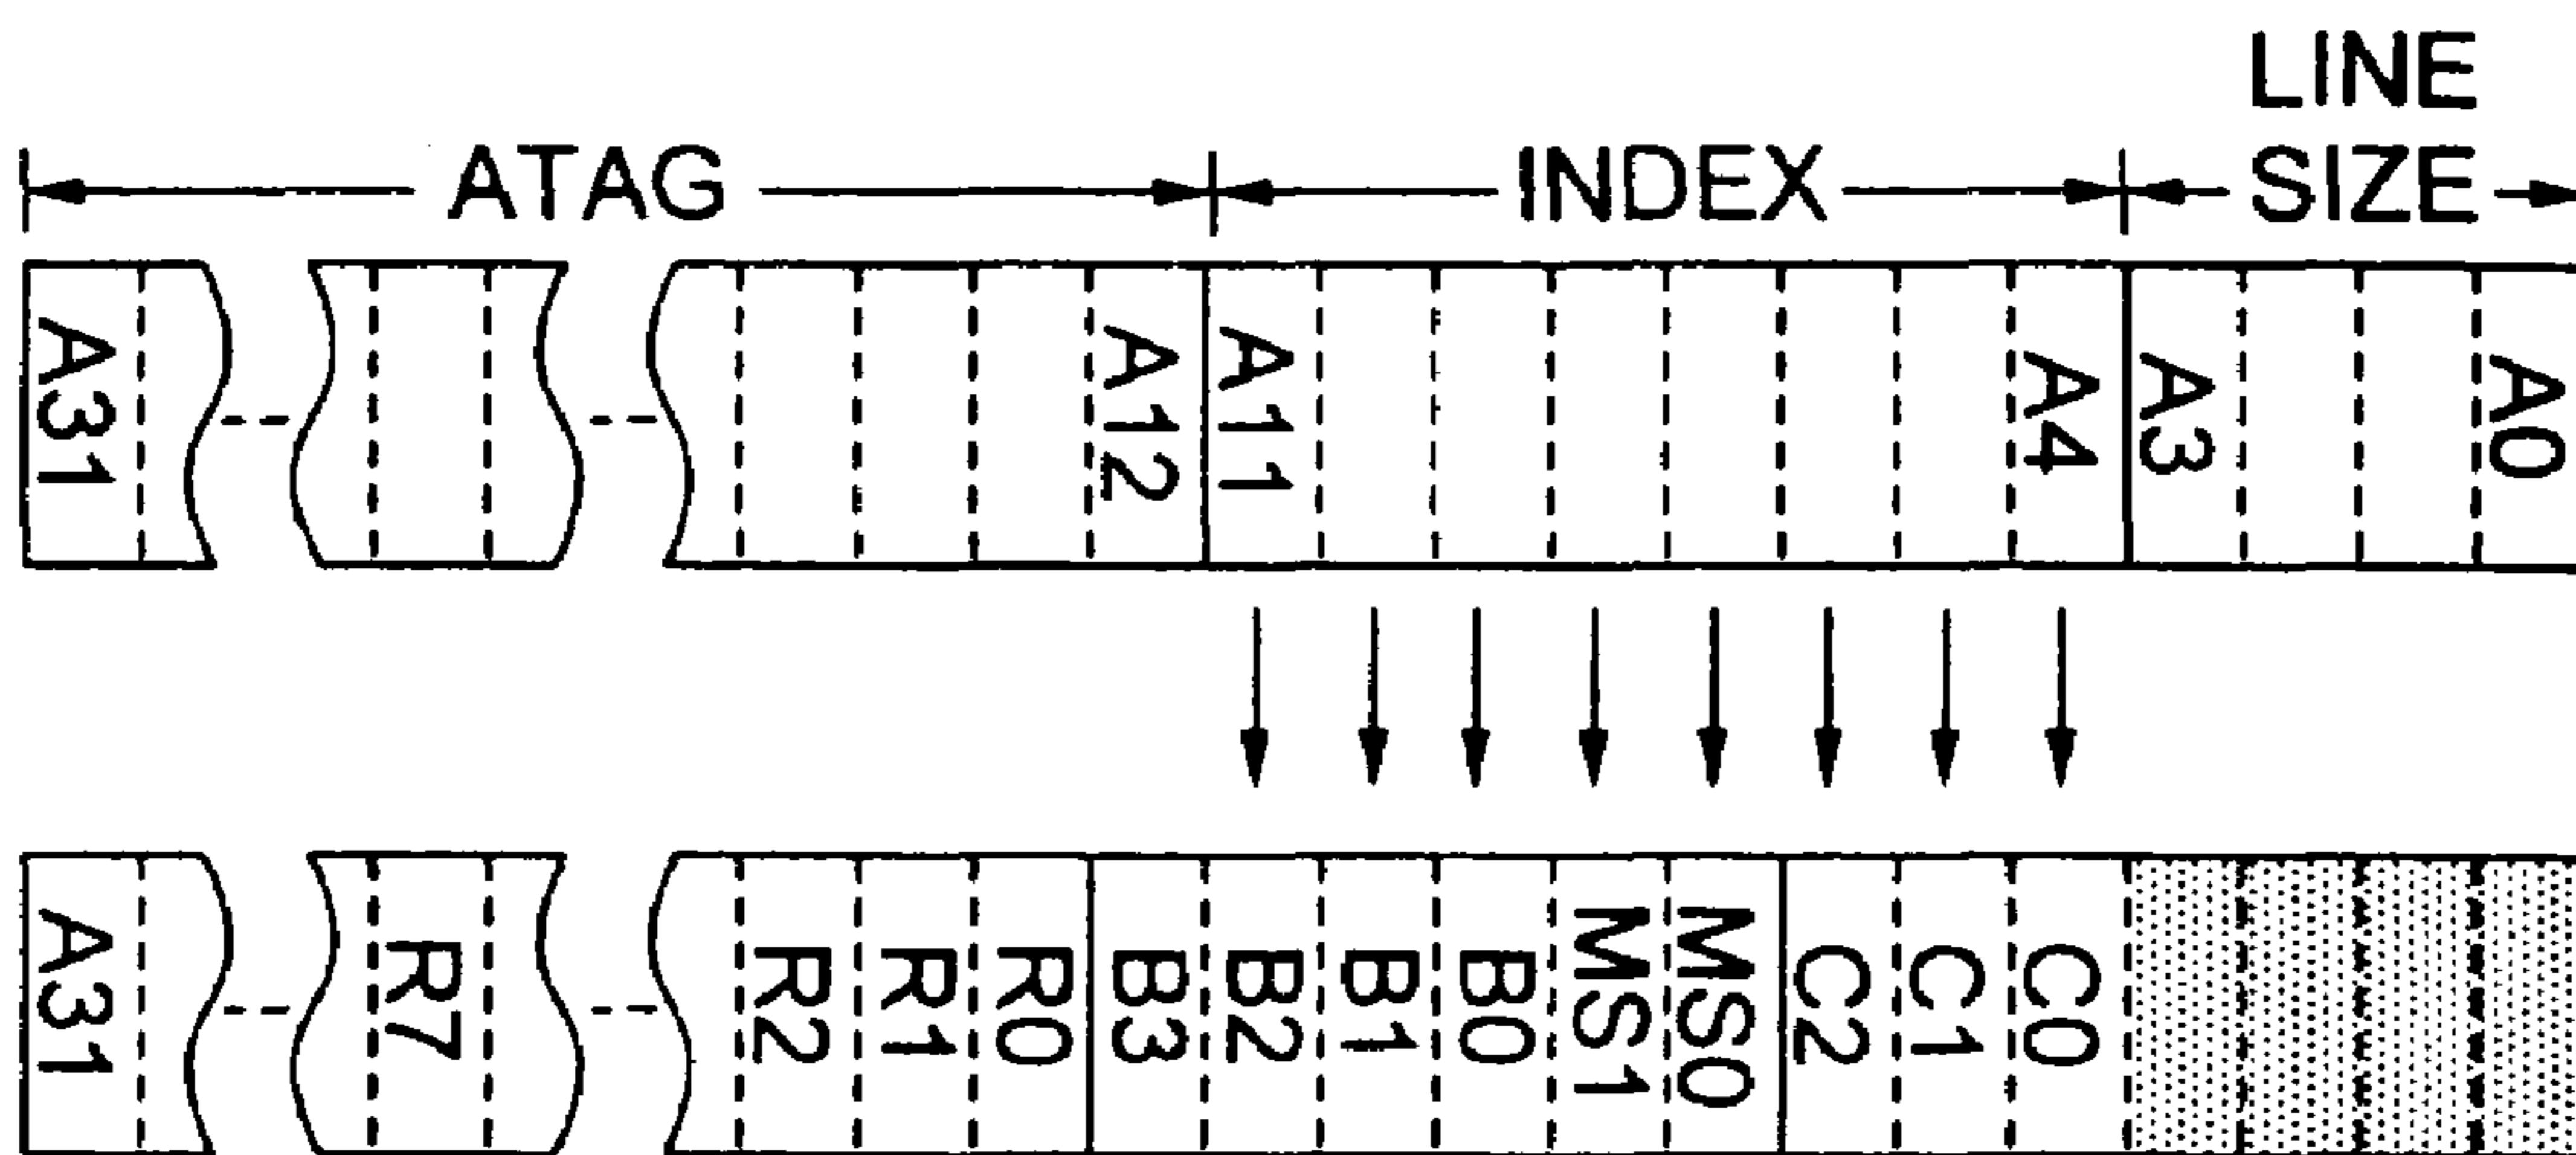 LINE
ATAG INDEX SIZE
A31 A12 A11 A4 A3 A0
A31 R7 R2 R1 R0 B3 B2 B1 B0 MS1 MS0 C2 C1 C0